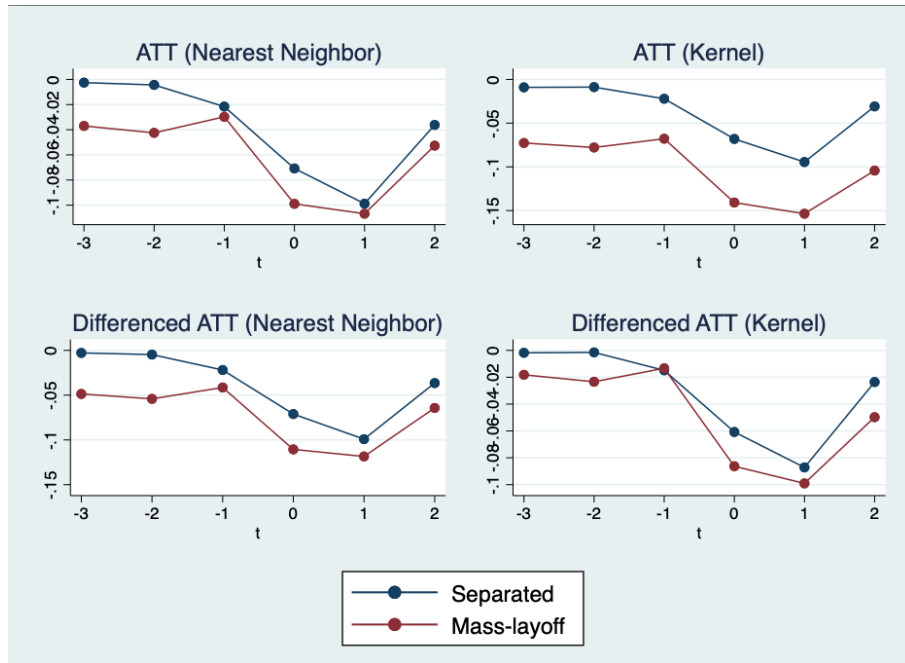 ATT (Nearest Neighbor)
0
-.02
-.04
-.06
-.08
-.1
-3 -2 -1 0 1 2
t
ATT (Kernel)
0
-.05
-.1
-.15
-3 -2 -1 0 1 2
t
Differenced ATT (Nearest Neighbor)
0
-.05
-.1
-.15
-3 -2 -1 0 1 2
t
Differenced ATT (Kernel)
0
-.02
-.04
-.06
-.08
-.1
-3 -2 -1 0 1 2
t
Separated
Mass-layoff